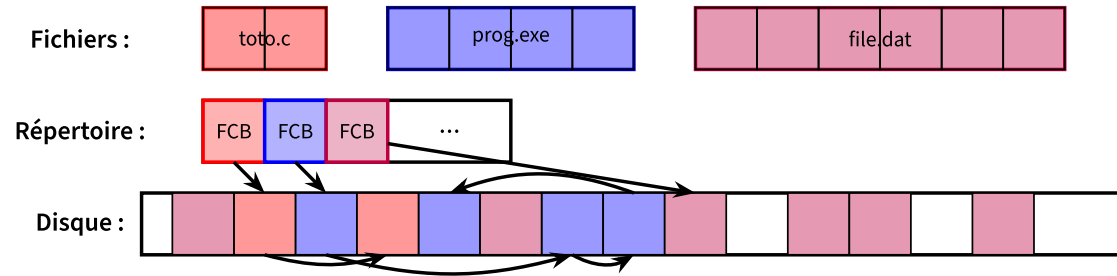 Fichiers : toto.c prog.exe file.dat
Répertoire : FCB FCB FCB ...
Disque :